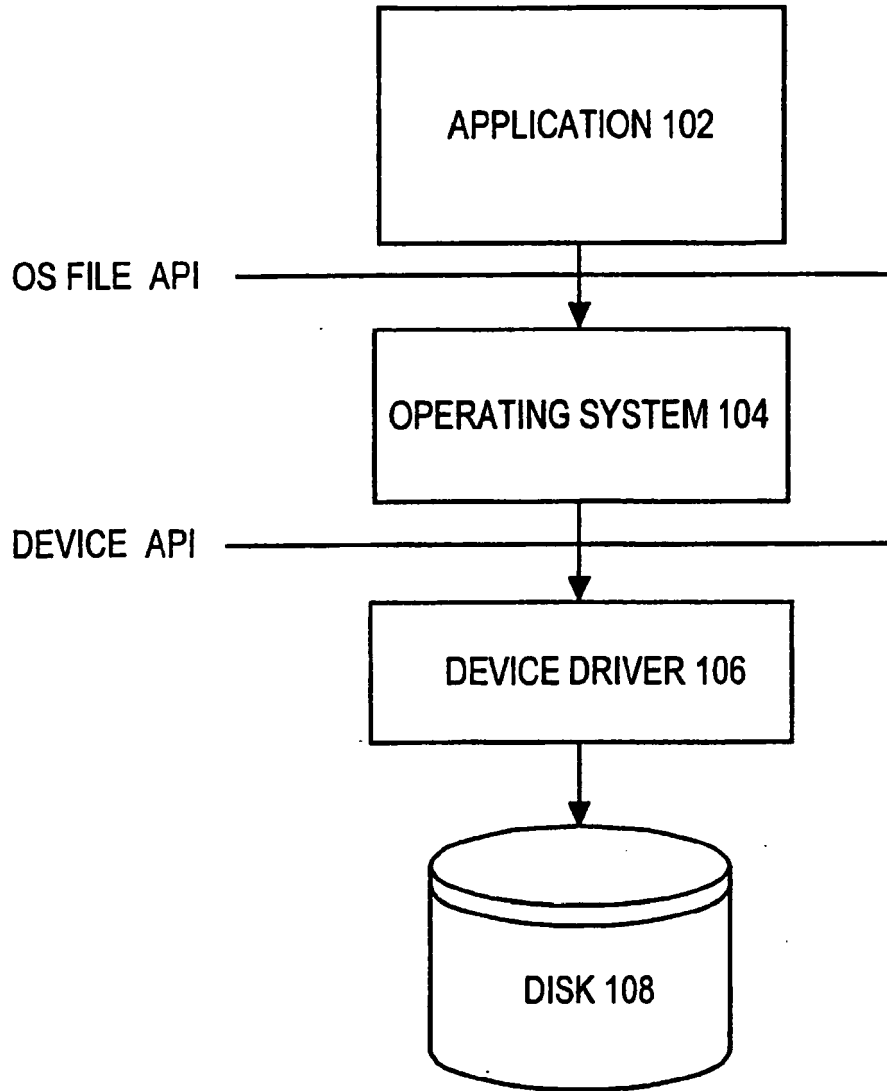 APPLICATION 102
OS FILE API
OPERATING SYSTEM 104
DEVICE API
DEVICE DRIVER 106
DISK 108